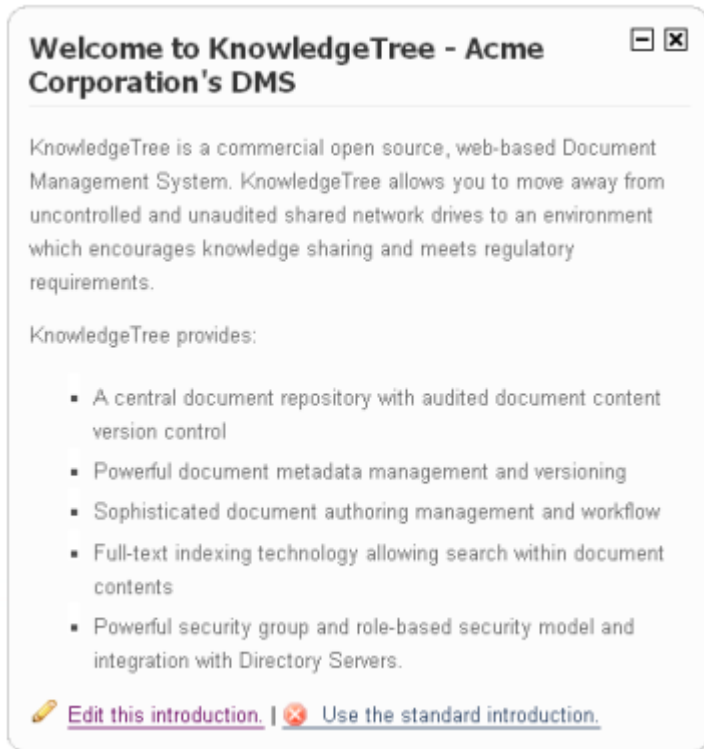 Welcome to KnowledgeTree - Acme
Corporation's DMS
KnowledgeTree is a commercial open source, web-based Document
Management System. KnowledgeTree allows you to move away from
uncontrolled and unaudited shared network drives to an environment
which encourages knowledge sharing and meets regulatory
requirements.
KnowledgeTree provides:
▪ A central document repository with audited document content
version control
▪ Powerful document metadata management and versioning
▪ Sophisticated document authoring management and workflow
▪ Full-text indexing technology allowing search within document
contents
▪ Powerful security group and role-based security model and
integration with Directory Servers.
Edit this introduction. | Use the standard introduction.